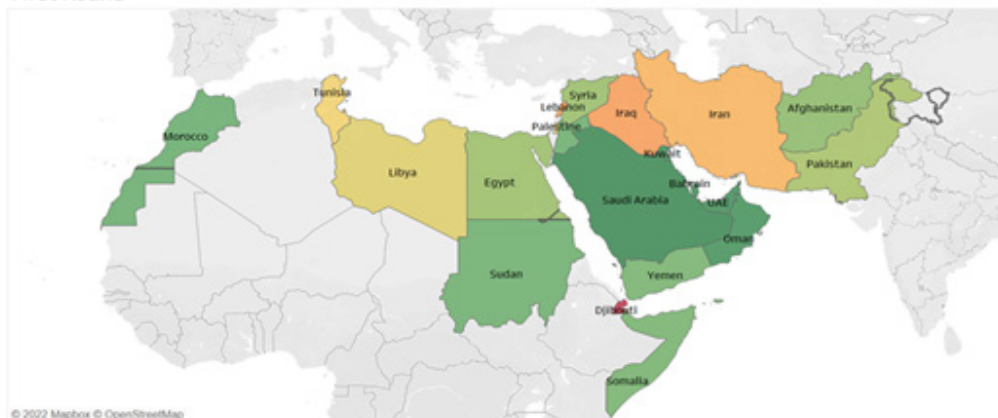 Tunisia
Syria
Lebanon
Iraq
Iran
Afghanistan
Palestine
Morocco
Kuwait
Pakistan
Libya
Egypt
Bahrain
Saudi Arabia
UAE
Oman
Sudan
Yemen
Djibouti
Somalia
© 2022 Mapbox © OpenStreetMap